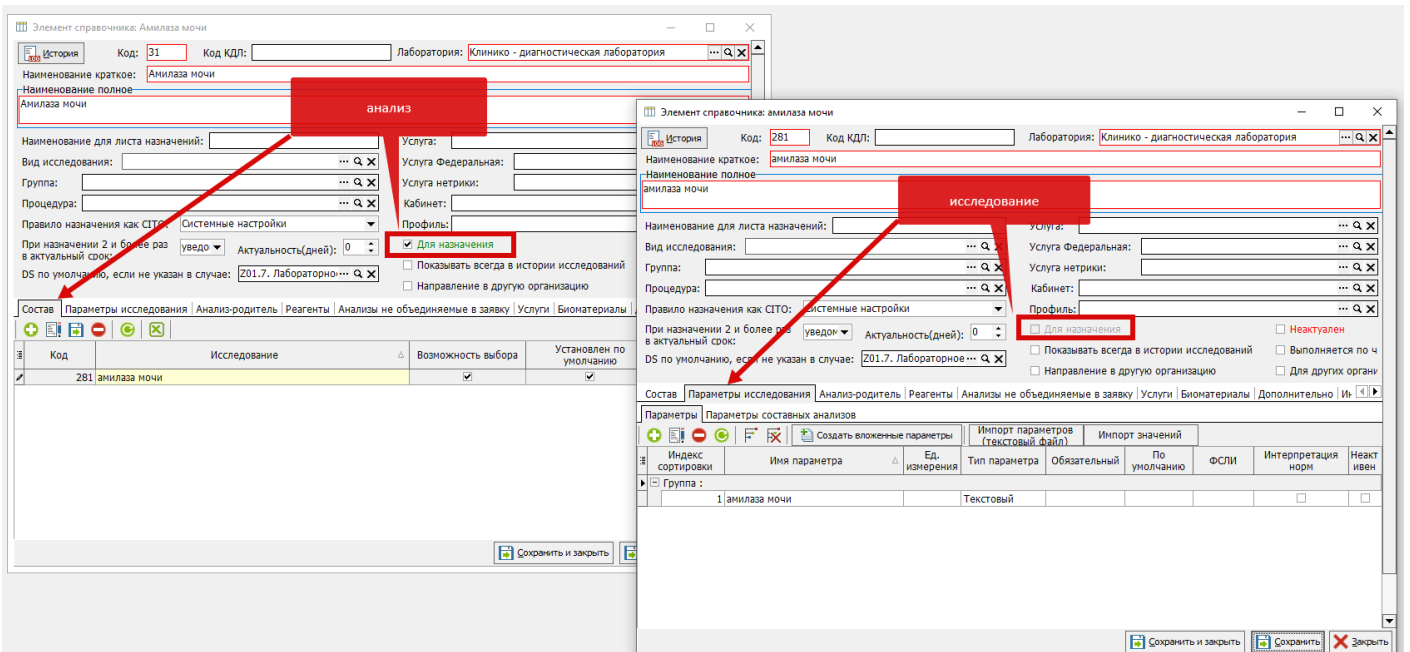 Элемент справочника: Амилаза мочи
История Код: 31 Код КДЛ: Лаборатория: Клинико - диагностическая лаборатория
Наименование краткое: Амилаза мочи
Наименование полное
Амилаза мочи
анализ
Наименование для листа назначений: Услуга:
Вид исследования: Услуга Федеральная:
Группа: Услуга нетрики:
Процедура: Кабинет:
Правило назначения как CITO: Системные настройки Профиль:
При назначении 2 и более раз
в актуальный срок: уведо Актуальность(дней): 0 Для назначения
Показывать всегда в истории исследований
DS по умолчанию, если не указан в случае: Z01.7. Лабораторно
Направление в другую организацию
Состав Параметры исследования Анализ-родитель Реагенты Анализы не объединяемые в заявку Услуги Биоматериалы
Код Исследование Возможность выбора Установлен по
умолчанию
281 амилаза мочи
Сохранить и закрыть
Элемент справочника: амилаза мочи
История Код: 281 Код КДЛ: Лаборатория: Клинико - диагностическая лаборатория
Наименование краткое: амилаза мочи
Наименование полное
амилаза мочи
исследование
Наименование для листа назначений: Услуга:
Вид исследования: Услуга Федеральная:
Группа: Услуга нетрики:
Процедура: Кабинет:
Правило назначения как CITO: Системные настройки Профиль:
При назначении 2 и более раз
в актуальный срок: уведом Актуальность(дней): 0 Для назначения Неактуален
Показывать всегда в истории исследований Выполняется по ч
DS по умолчанию, если не указан в случае: Z01.7. Лабораторное
Направление в другую организацию Для других органи
Состав Параметры исследования Анализ-родитель Реагенты Анализы не объединяемые в заявку Услуги Биоматериалы Дополнительно Ин
Параметры Параметры составных анализов
Создать вложенные параметры Импорт параметров
(текстовый файл) Импорт значений
Индекс
сортировки Имя параметра Ед.
измерения Тип параметра Обязательный По
умолчанию ФСЛИ Интерпретация
норм Неакт
ивен
Группа :
1 амилаза мочи Текстовый
Сохранить и закрыть Сохранить Закрыть